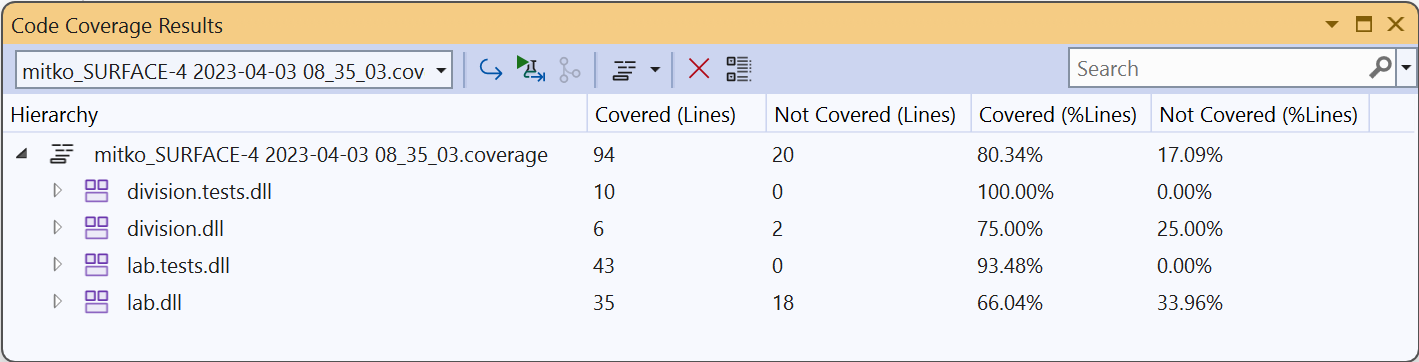 Code Coverage Results
mitko_SURFACE-4 2023-04-03 08_35_03.cov
Search
Hierarchy Covered (Lines) Not Covered (Lines) Covered (%Lines) Not Covered (%Lines)
mitko_SURFACE-4 2023-04-03 08_35_03.coverage 94 20 80.34% 17.09%
division.tests.dll 10 0 100.00% 0.00%
division.dll 6 2 75.00% 25.00%
lab.tests.dll 43 0 93.48% 0.00%
lab.dll 35 18 66.04% 33.96%